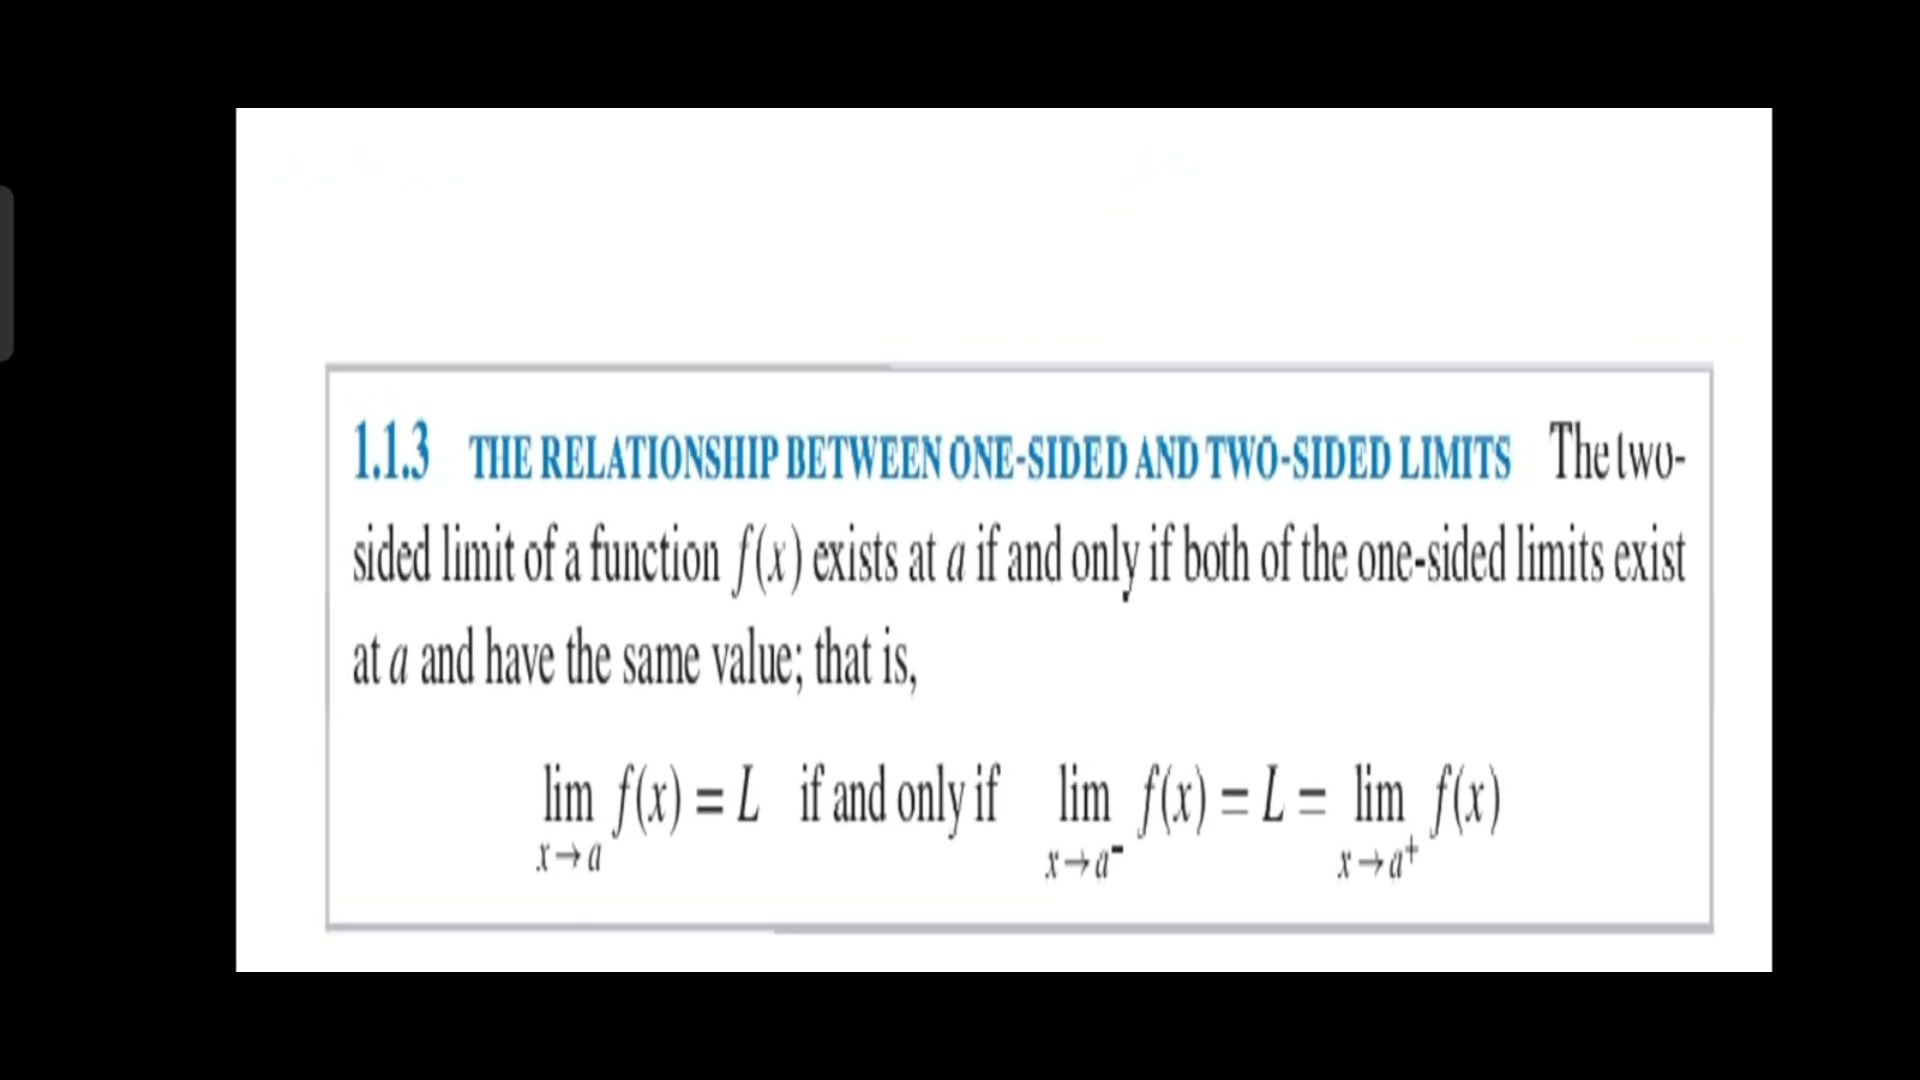 1.1.3 THE RELATIONSHIP BETWEEN ONE-SIDED AND TWO-SIDED LIMITS The two-
sided limit of a function f(x) exists at a if and only if both of the one-sided limits exist
at a and have the same value; that is,
lim f(x) = L if and only if lim f(x) = L = lim f(x)
x→a x→a⁻ x→a⁺